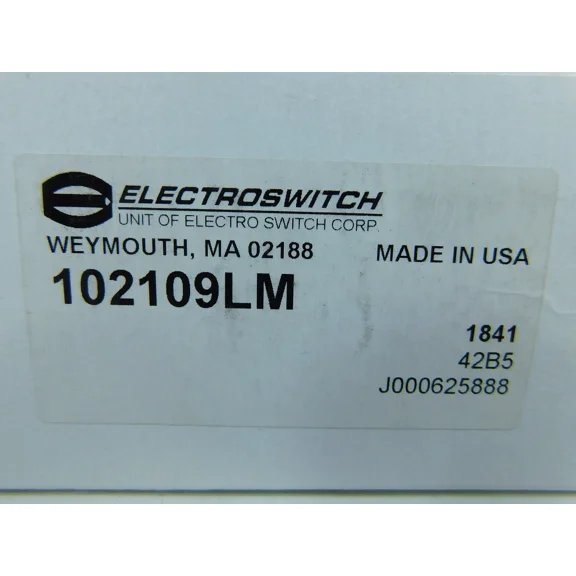 ELECTROSWITCH
UNIT OF ELECTRO SWITCH CORP.
WEYMOUTH, MA 02188 MADE IN USA
102109LM
1841
42B5
J000625888